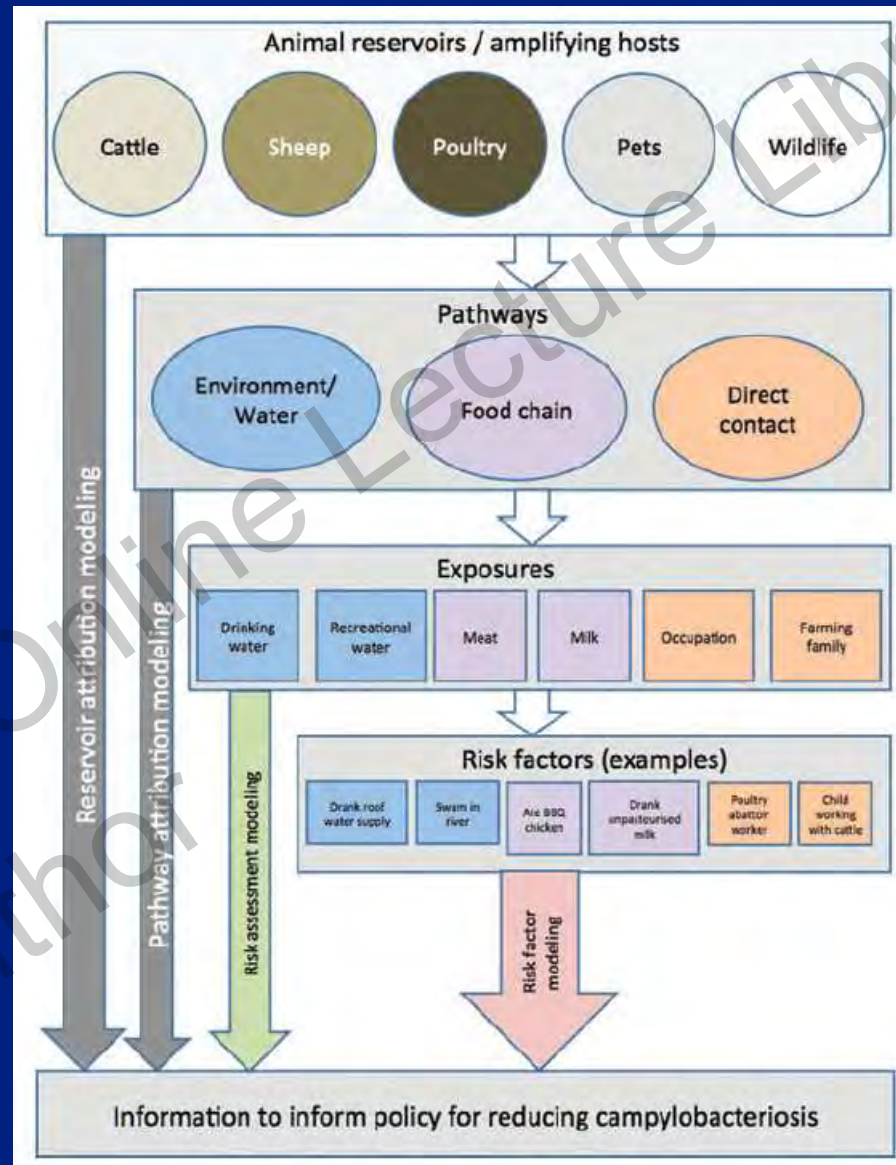 Animal reservoirs / amplifying hosts
Cattle
Sheep
Poultry
Pets
Wildlife
Pathways
Environment/
Water
Food chain
Direct
contact
Exposures
Drinking
water
Recreational
water
Meat
Milk
Occupation
Farming
family
Risk factors (examples)
Drank roof
water supply
Swam in
river
Ate BBQ
chicken
Drank
unpasteurised
milk
Poultry
abattoir
worker
Child
working
with cattle
Reservoir attribution modeling
Pathway attribution modeling
Risk assessment modeling
Risk factor
modeling
Information to inform policy for reducing campylobacteriosis
Online Lecture